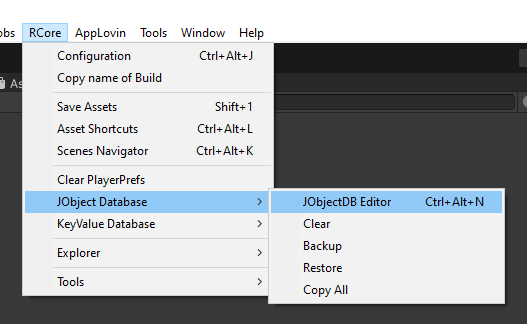 obs RCore AppLovin Tools Window Help
Configuration Ctrl+Alt+J
Copy name of Build
As
Save Assets Shift+1
Asset Shortcuts Ctrl+Alt+L
Scenes Navigator Ctrl+Alt+K
Clear PlayerPrefs
JObject Database
JObjectDB Editor Ctrl+Alt+N
KeyValue Database
Clear
Backup
Explorer
Restore
Tools
Copy All